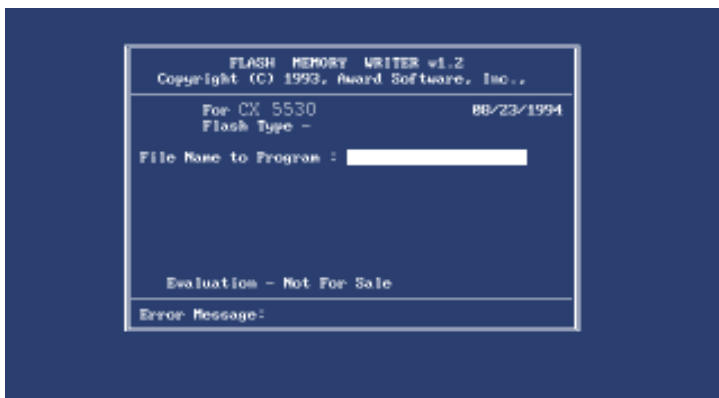 FLASH MEMORY WRITER v1.2
Copyright (C) 1993, Award Software, Inc.,
For CX 5530 08/23/1994
Flash Type -
File Name to Program :
Evaluation - Not For Sale
Error Message: